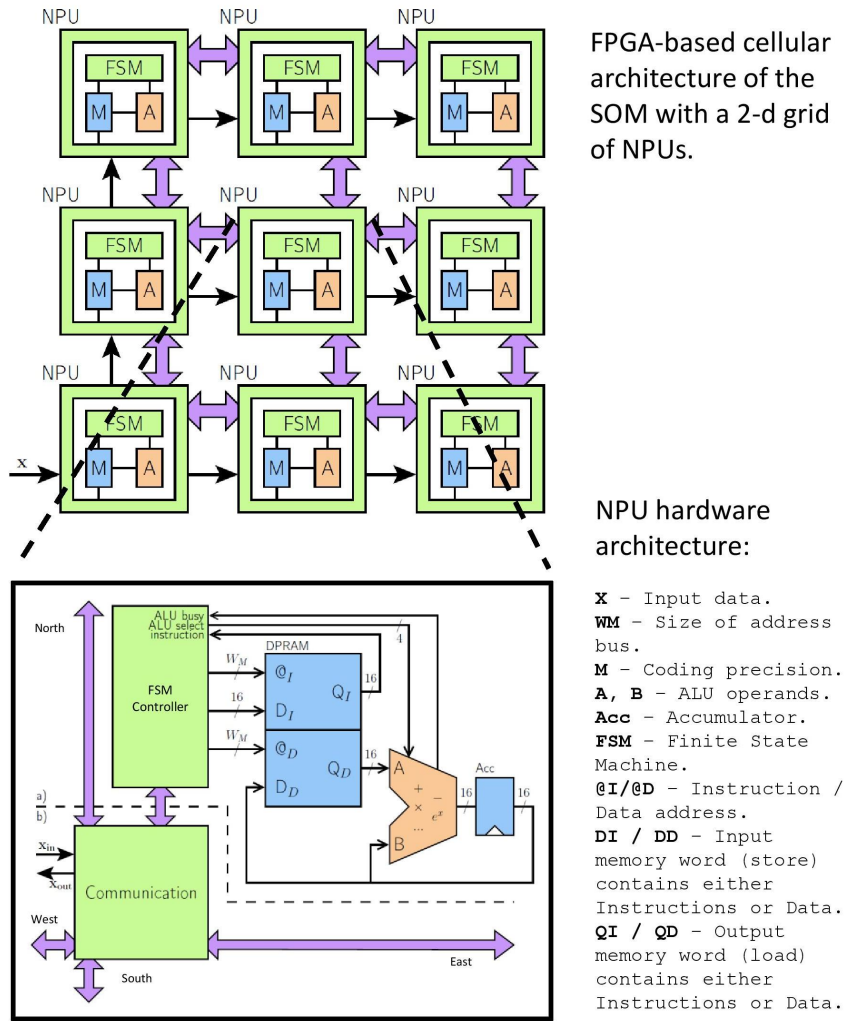 NPU NPU NPU
FSM FSM FSM
M A M A M A
NPU NPU NPU
FSM FSM FSM
M A M A M A
NPU NPU NPU
FSM FSM FSM
x M A M A M A
FPGA-based cellular
architecture of the
SOM with a 2-d grid
of NPUs.
North
FSM
Controller
ALU busy
ALU select
instruction
4
DPRAM
W_M @_I Q_I 16
16 D_I
W_M @_D Q_D 16
D_D
A
B
+ −
× e^x
...
16 Acc 16
a)
b)
x_in
x_out
Communication
West
East
South
NPU hardware
architecture:
X – Input data.
WM – Size of address
bus.
M – Coding precision.
A, B – ALU operands.
Acc – Accumulator.
FSM – Finite State
Machine.
@I/@D – Instruction /
Data address.
DI / DD – Input
memory word (store)
contains either
Instructions or Data.
QI / QD – Output
memory word (load)
contains either
Instructions or Data.